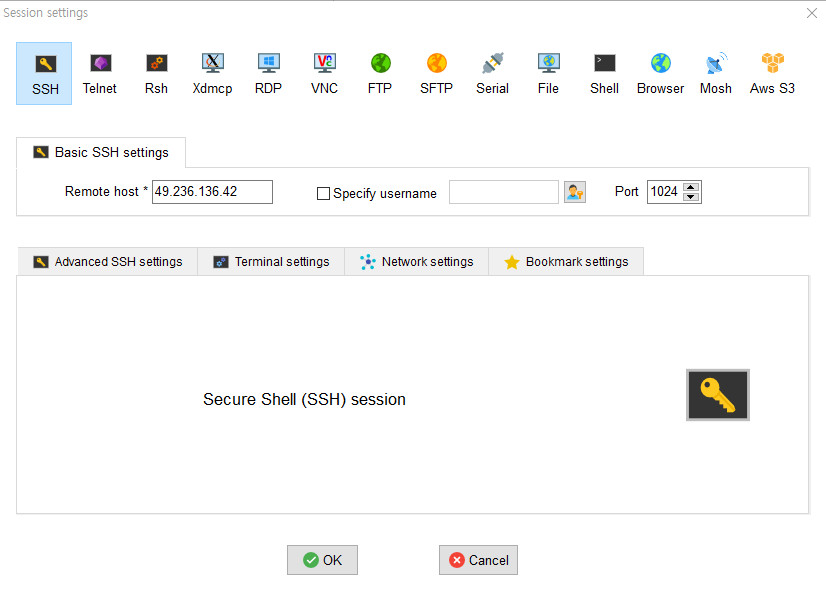 Session settings
SSH Telnet Rsh Xdmcp RDP VNC FTP SFTP Serial File Shell Browser Mosh Aws S3
Basic SSH settings
Remote host * 49.236.136.42 Specify username Port 1024
Advanced SSH settings Terminal settings Network settings Bookmark settings
Secure Shell (SSH) session
OK Cancel